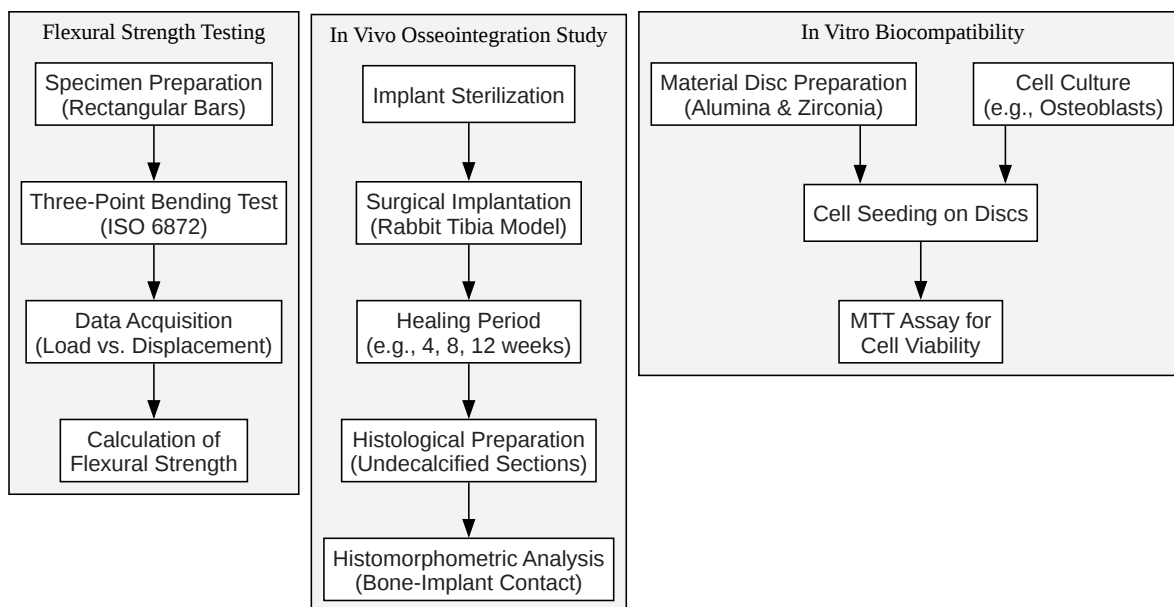 Flexural Strength Testing
Specimen Preparation
(Rectangular Bars)
Three-Point Bending Test
(ISO 6872)
Data Acquisition
(Load vs. Displacement)
Calculation of
Flexural Strength
In Vivo Osseointegration Study
Implant Sterilization
Surgical Implantation
(Rabbit Tibia Model)
Healing Period
(e.g., 4, 8, 12 weeks)
Histological Preparation
(Undecalcified Sections)
Histomorphometric Analysis
(Bone-Implant Contact)
In Vitro Biocompatibility
Material Disc Preparation
(Alumina & Zirconia)
Cell Culture
(e.g., Osteoblasts)
Cell Seeding on Discs
MTT Assay for
Cell Viability